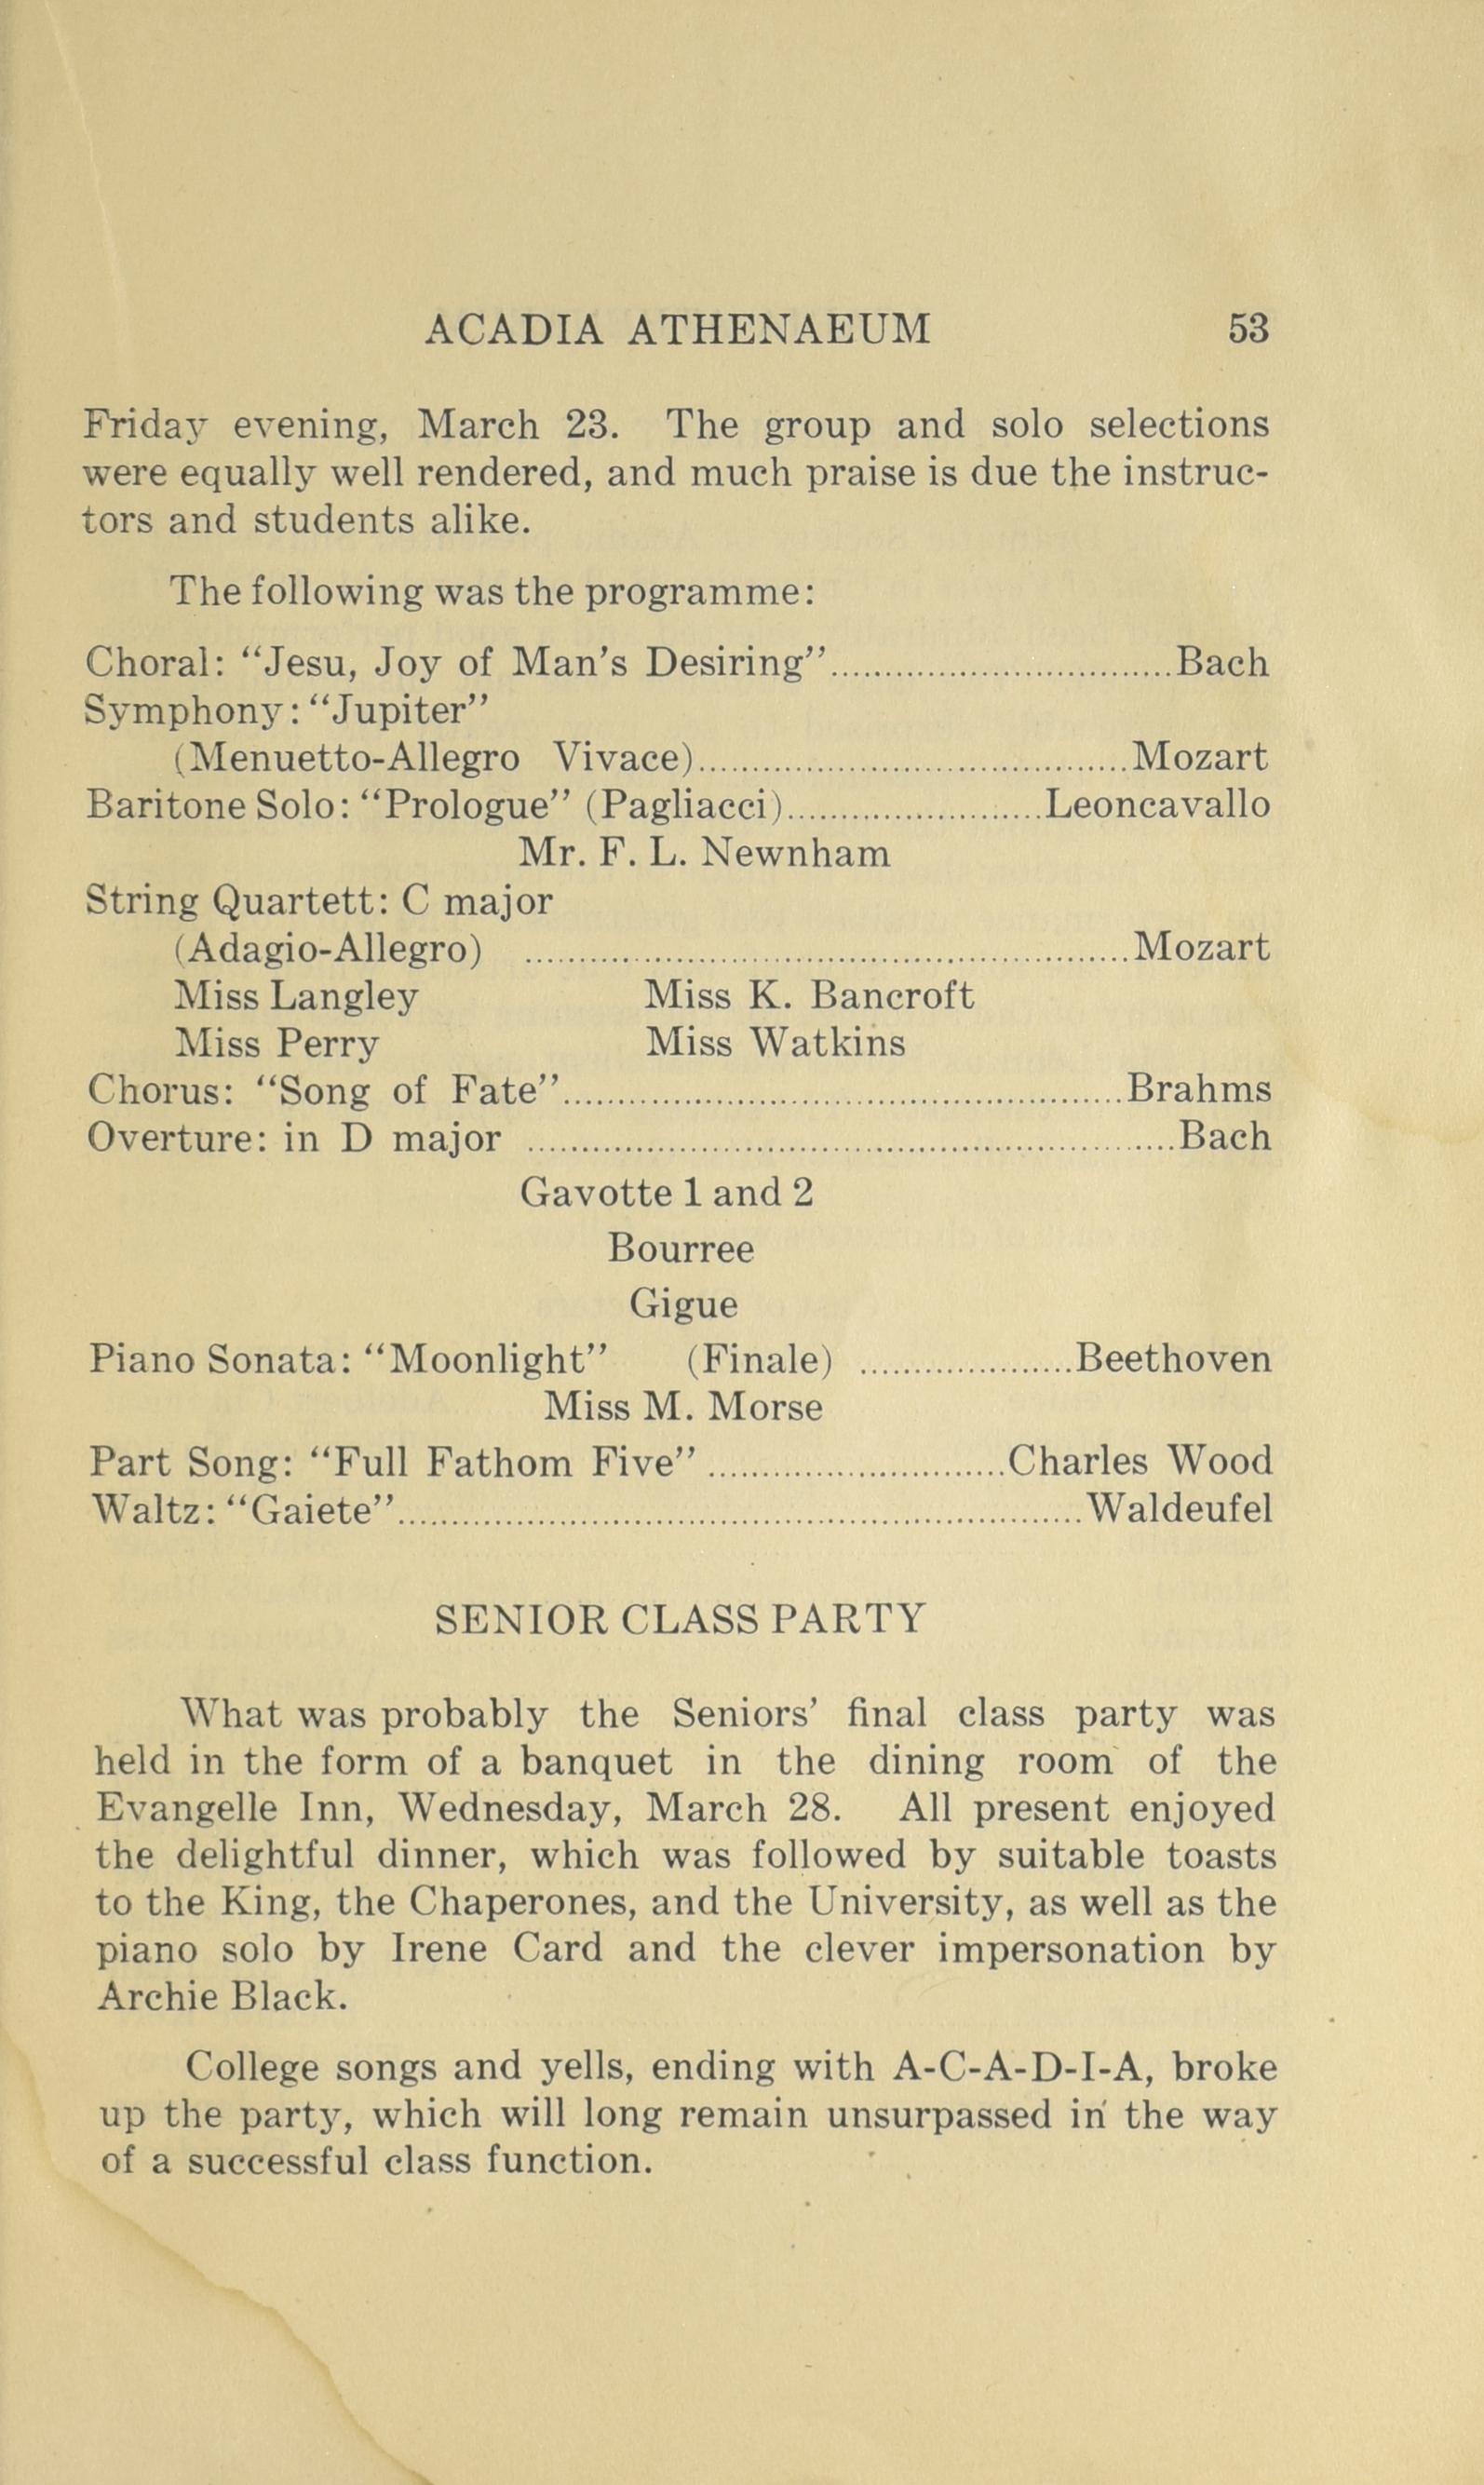 ACADIA ATHENAEUM 53
Friday evening, March 23. The group and solo selections
were equally well rendered, and much praise is due the instruc-
tors and students alike.
The following was the programme:
Choral: "Jesu, Joy of Man's Desiring"................................Bach
Symphony: "Jupiter"
(Menuetto-Allegro Vivace).........................................Mozart
Baritone Solo: "Prologue" (Pagliacci)........................Leoncavallo
Mr. F. L. Newnham
String Quartett: C major
(Adagio-Allegro) .........................................................Mozart
Miss Langley Miss K. Bancroft
Miss Perry Miss Watkins
Chorus: "Song of Fate".....................................................Brahms
Overture: in D major .............................................................Bach
Gavotte 1 and 2
Bourree
Gigue
Piano Sonata: "Moonlight" (Finale) ....................Beethoven
Miss M. Morse
Part Song: "Full Fathom Five" ............................Charles Wood
Waltz: "Gaiete"................................................................Waldeufel
SENIOR CLASS PARTY
What was probably the Seniors' final class party was
held in the form of a banquet in the dining room of the
Evangelle Inn, Wednesday, March 28. All present enjoyed
the delightful dinner, which was followed by suitable toasts
to the King, the Chaperones, and the University, as well as the
piano solo by Irene Card and the clever impersonation by
Archie Black.
College songs and yells, ending with A-C-A-D-I-A, broke
up the party, which will long remain unsurpassed in the way
of a successful class function.